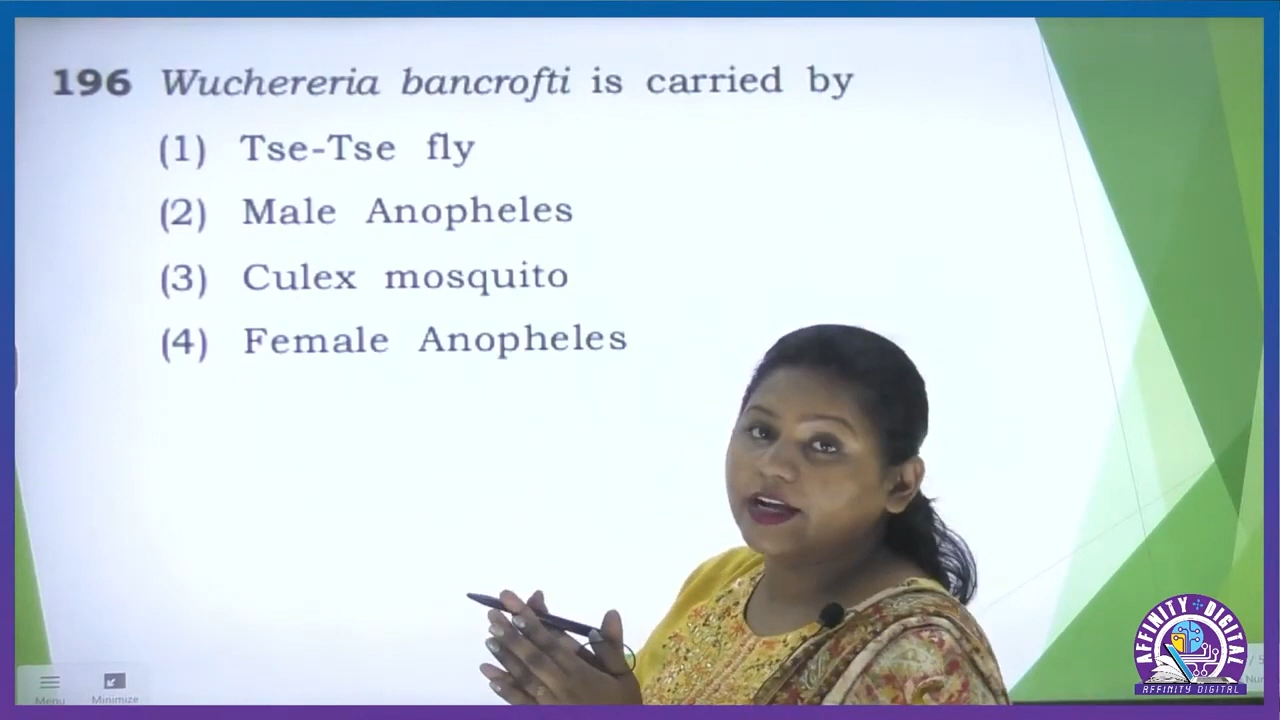 196 Wuchereria bancrofti is carried by
(1) Tse-Tse fly
(2) Male Anopheles
(3) Culex mosquito
(4) Female Anopheles
Menu
Minimize
AFFINITY DIGITAL
AFFINITY DIGITAL